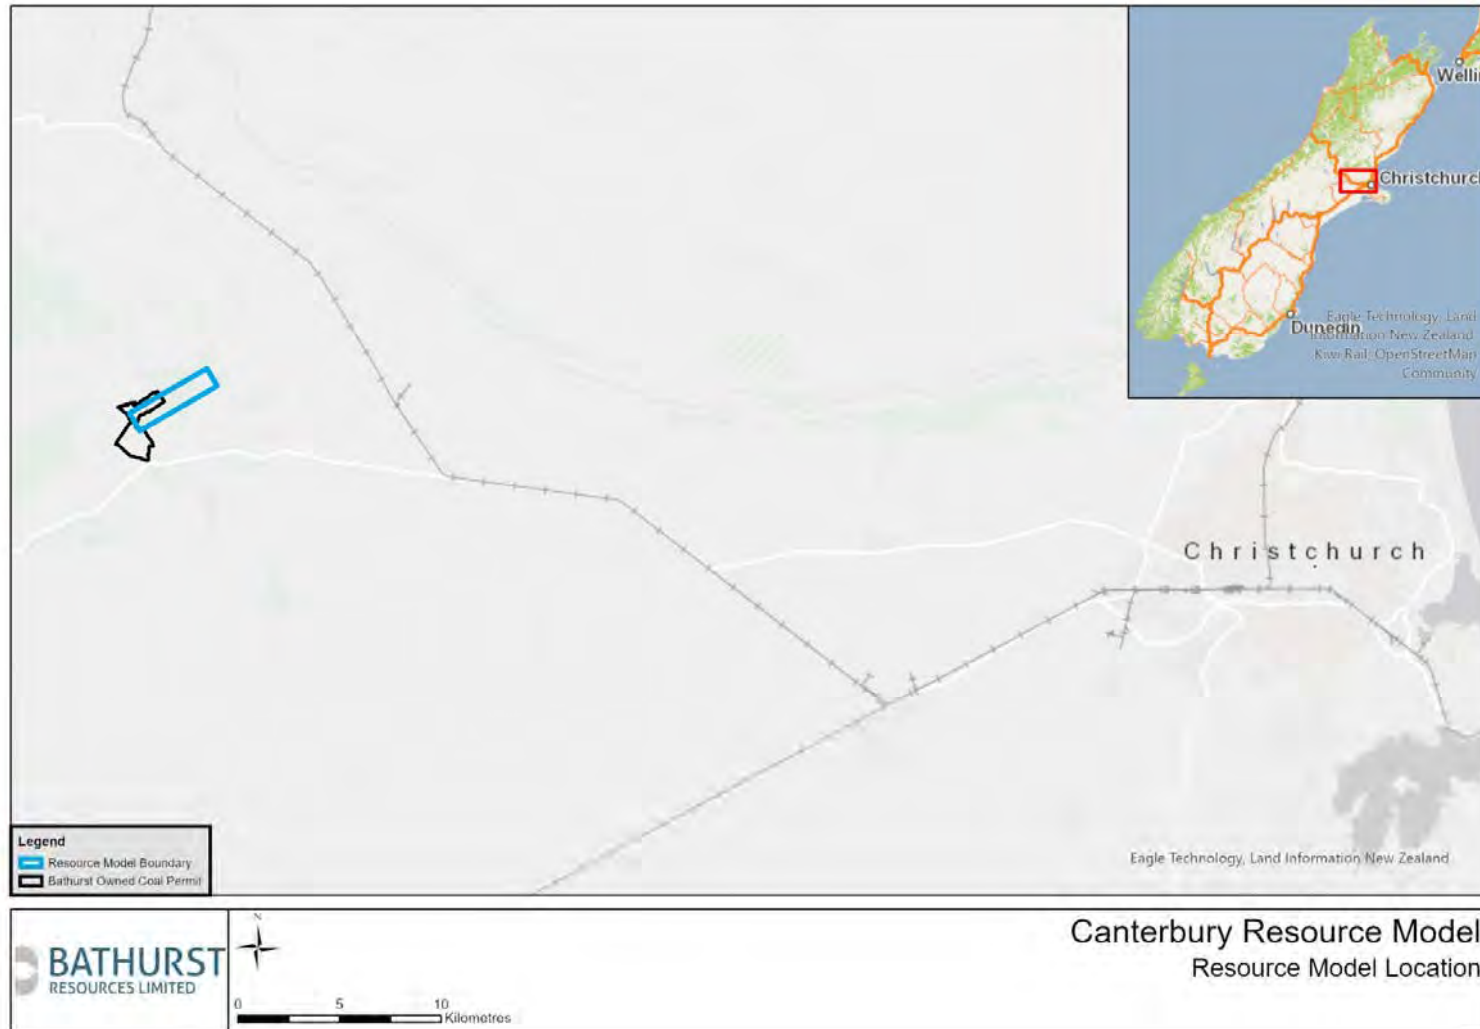 Wellin
Christchurch
Dunedin
Eagle Technology, Land
Information New Zealand,
Kiwi Rail, OpenStreetMap
Community
Christchurch
Legend
Resource Model Boundary
Bathurst Owned Coal Permit
Eagle Technology, Land Information New Zealand
BATHURST
RESOURCES LIMITED
N
0 5 10
Kilometres
Canterbury Resource Model
Resource Model Location